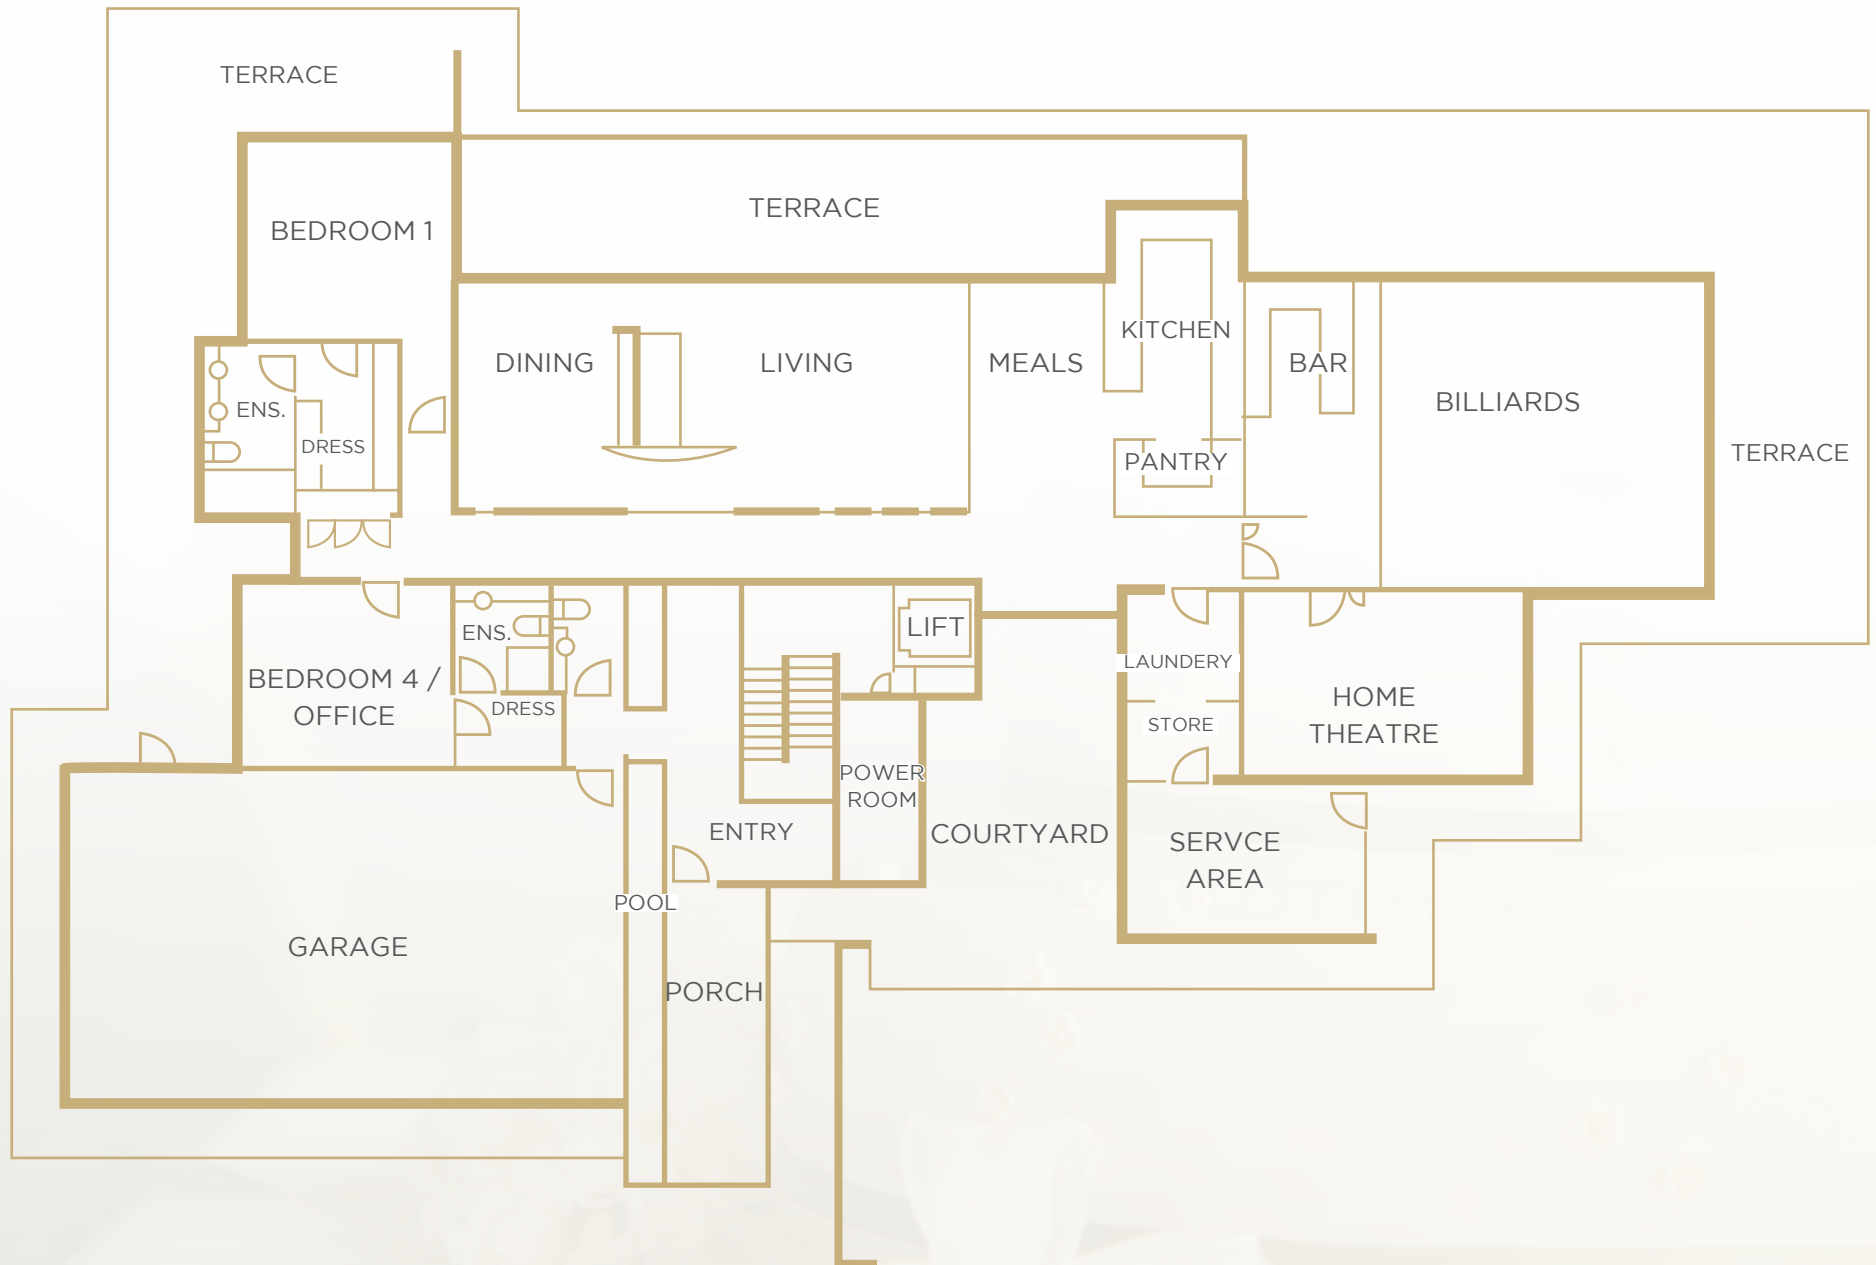 TERRACE
BEDROOM 1
TERRACE
KITCHEN
DINING
LIVING
MEALS
BAR
BILLIARDS
ENS.
DRESS
PANTRY
TERRACE
ENS.
LIFT
BEDROOM 4 /
OFFICE
DRESS
LAUNDERY
STORE
HOME
THEATRE
POWER
ROOM
ENTRY
COURTYARD
SERVCE
AREA
POOL
GARAGE
PORCH